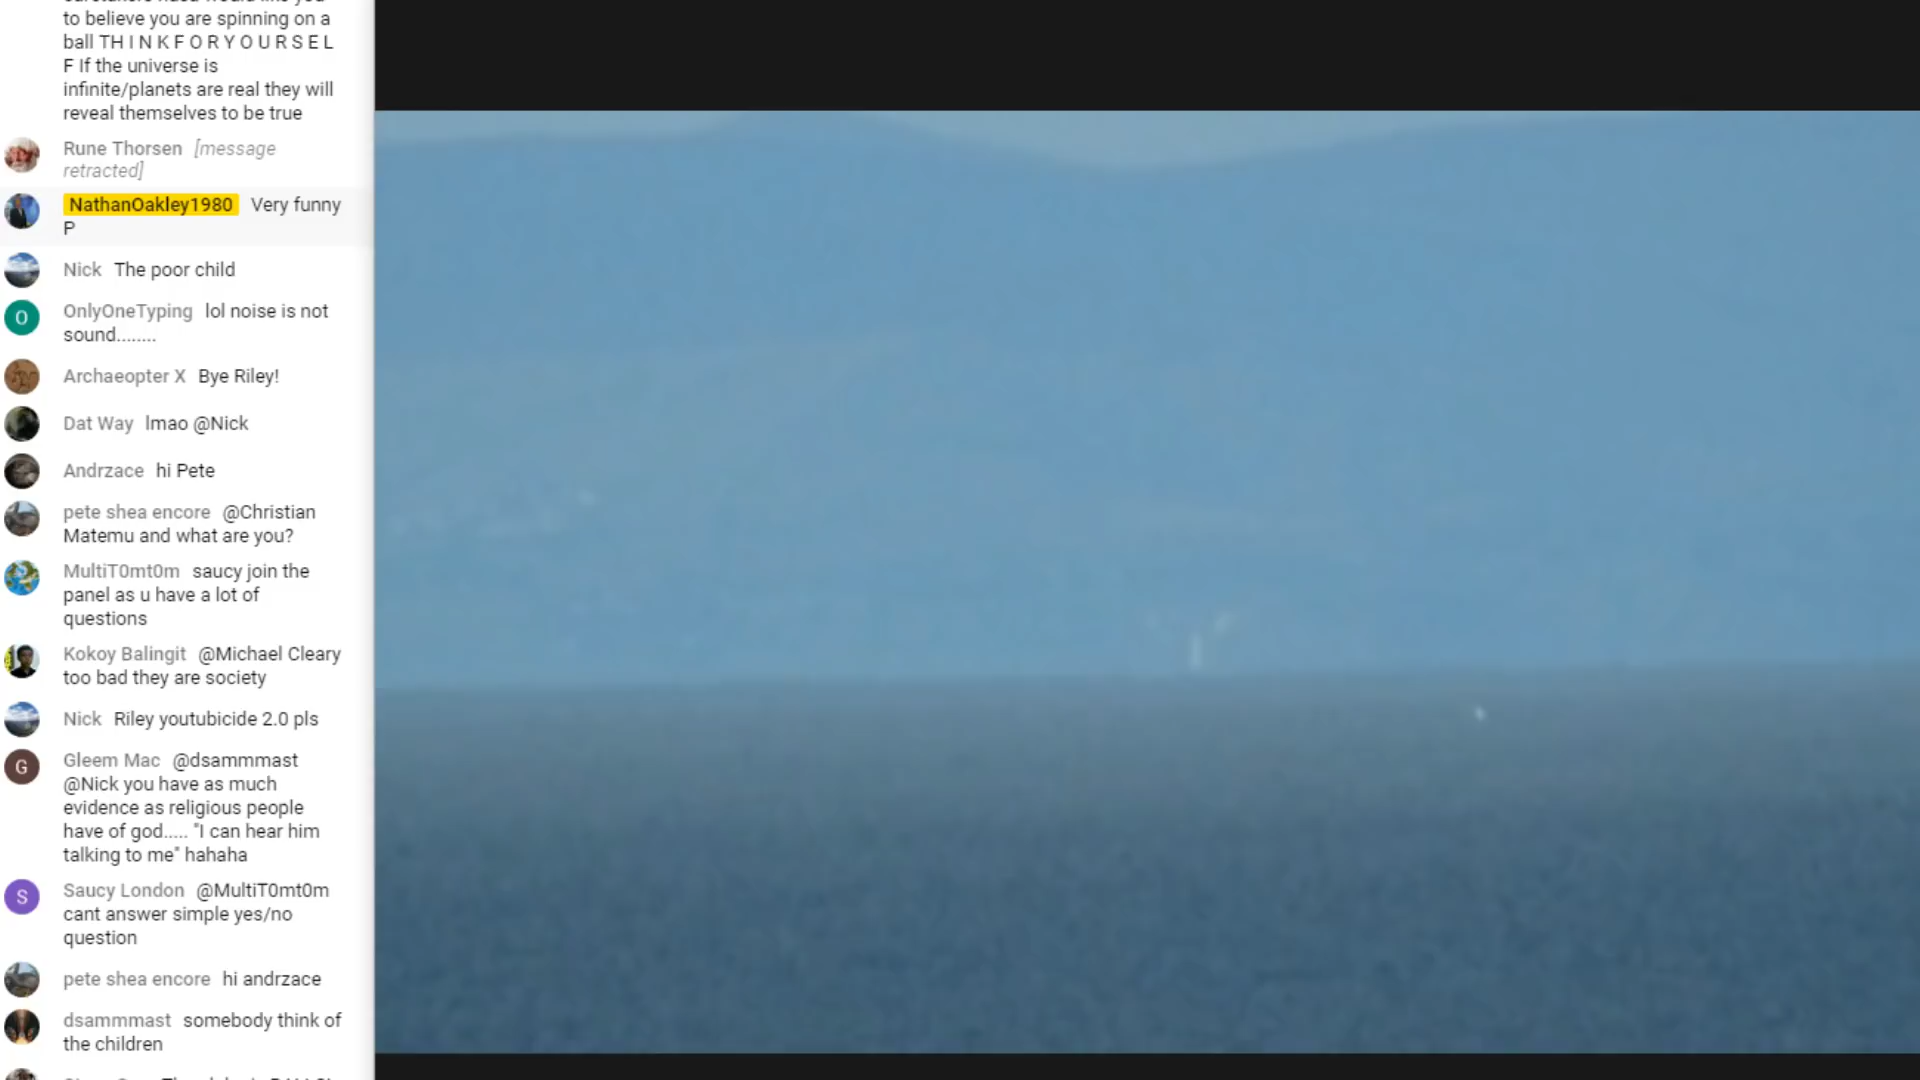 to believe you are spinning on a
ball TH I N K F O R Y O U R S E L
F If the universe is
infinite/planets are real they will
reveal themselves to be true
Rune Thorsen [message
retracted]
NathanOakley1980 Very funny
P
Nick The poor child
O
OnlyOneTyping lol noise is not
sound........
Archaeopter X Bye Riley!
Dat Way lmao @Nick
Andrzace hi Pete
pete shea encore @Christian
Matemu and what are you?
MultiT0mt0m saucy join the
panel as u have a lot of
questions
Kokoy Balingit @Michael Cleary
too bad they are society
Nick Riley youtubicide 2.0 pls
G
Gleem Mac @dsammmast
@Nick you have as much
evidence as religious people
have of god..... "I can hear him
talking to me" hahaha
S
Saucy London @MultiT0mt0m
cant answer simple yes/no
question
pete shea encore hi andrzace
dsammmast somebody think of
the children